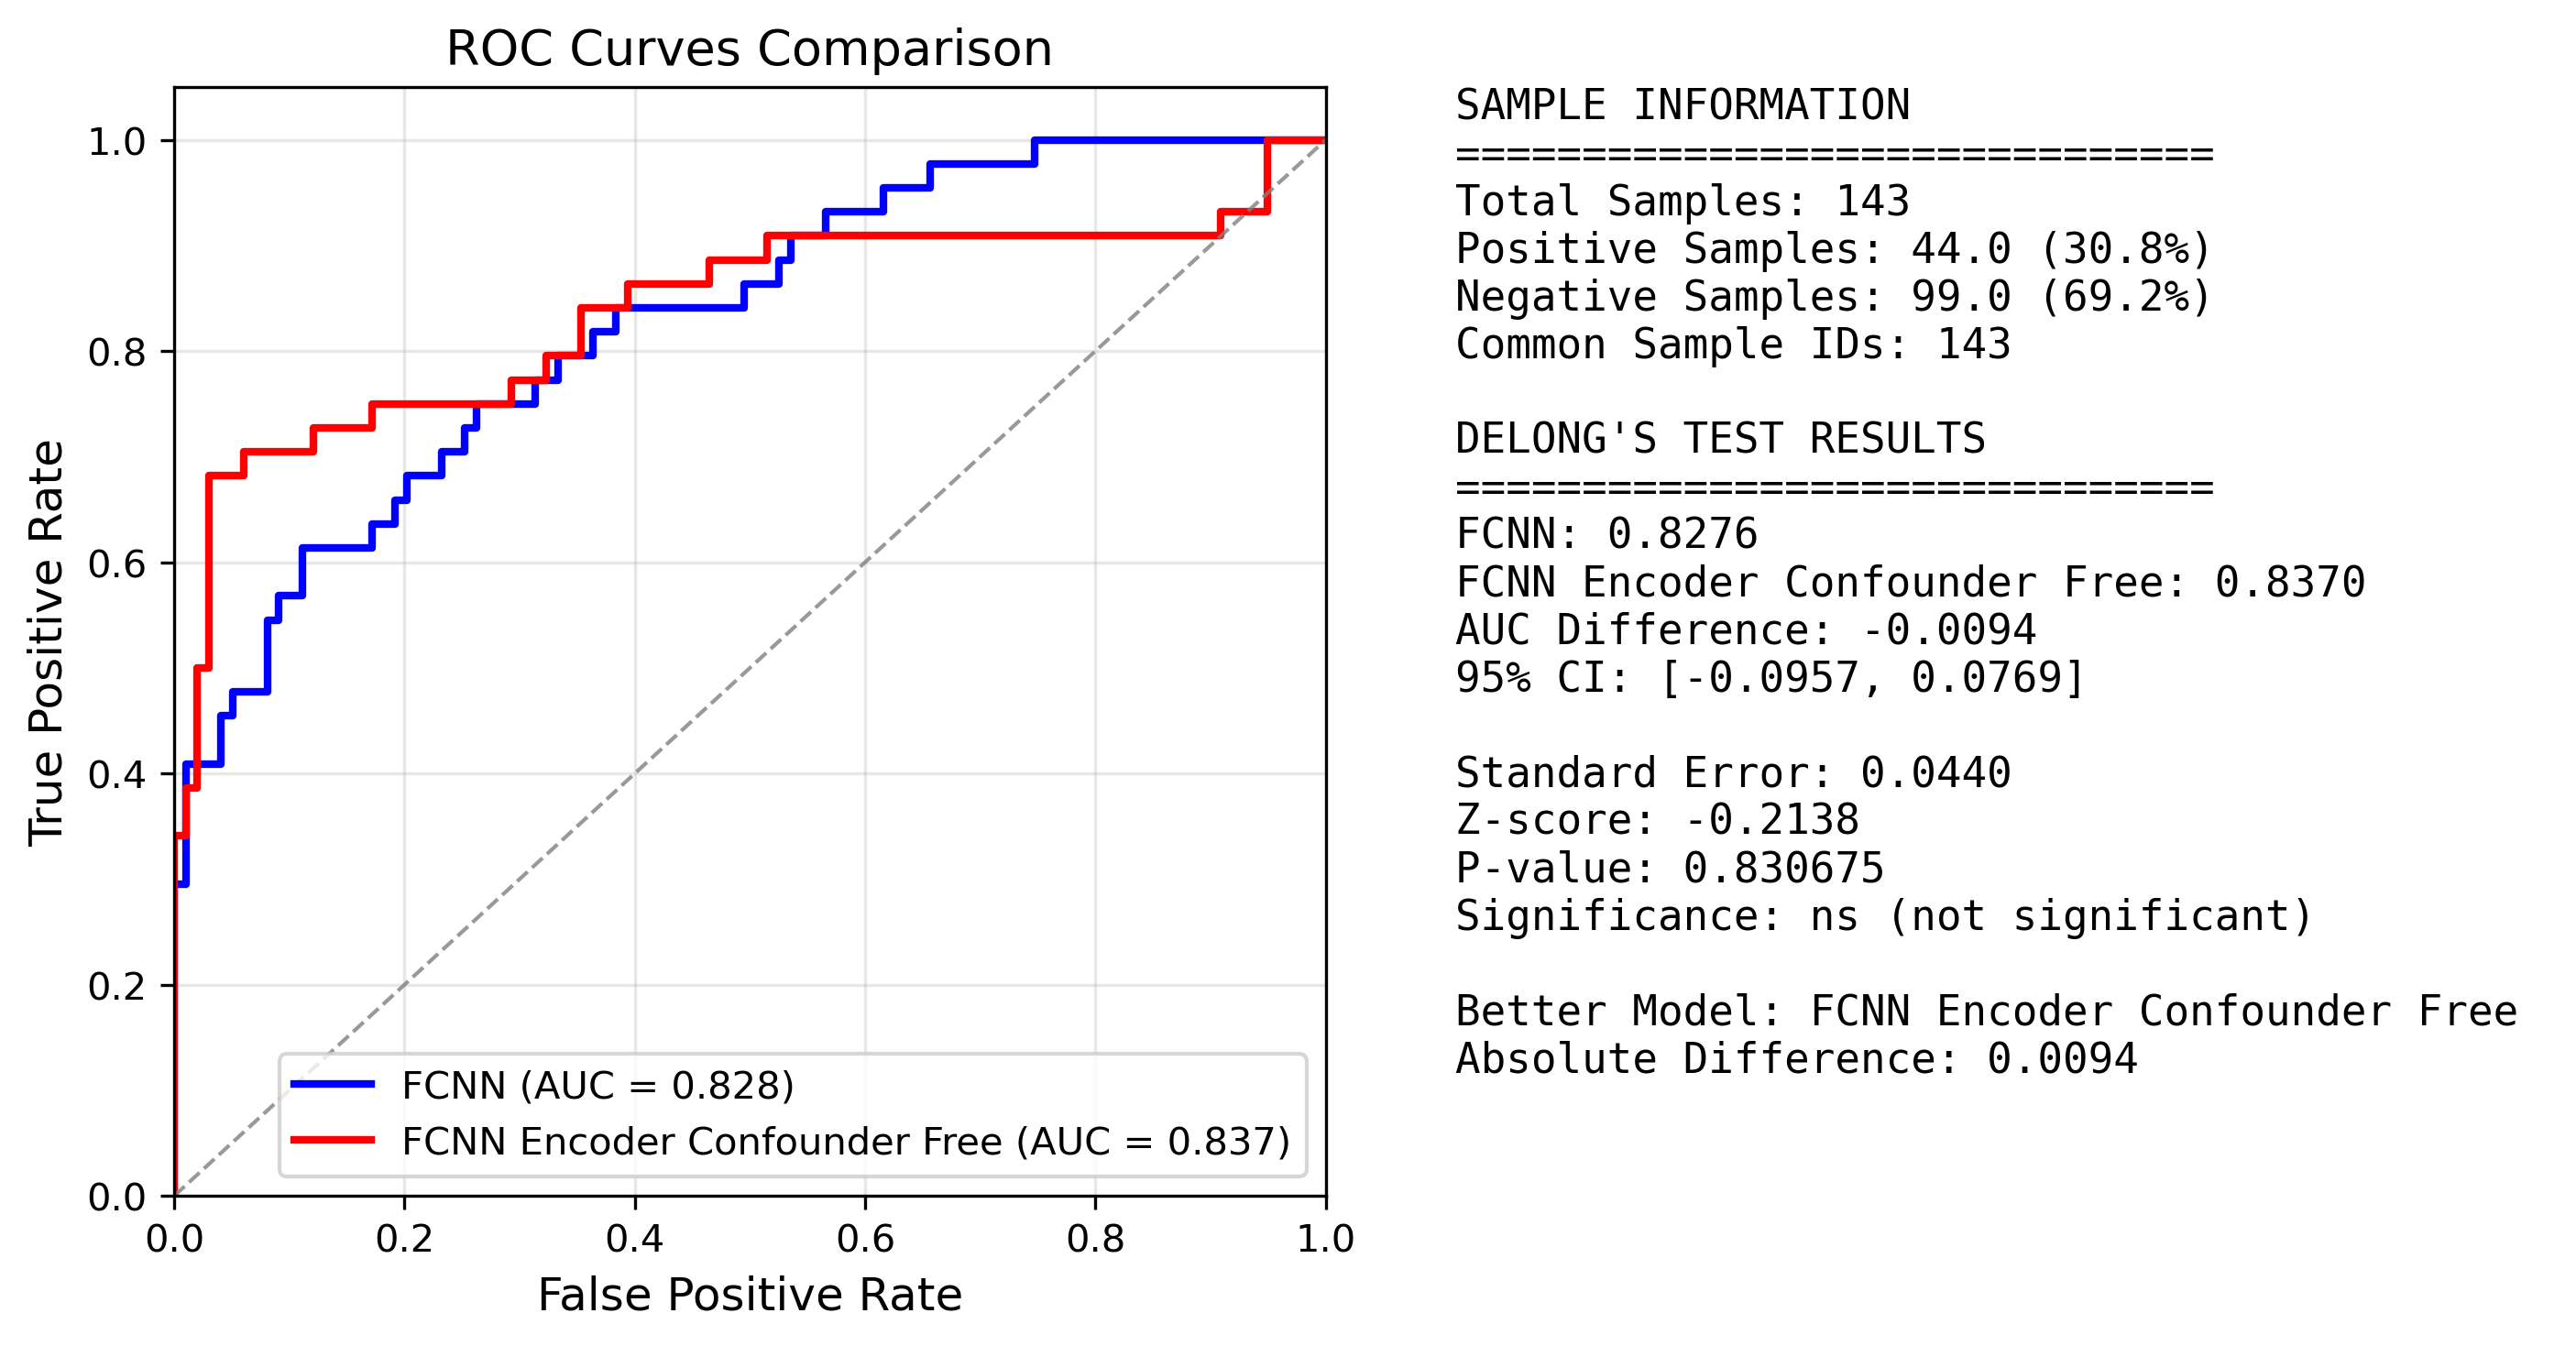 ROC Curves Comparison
True Positive Rate
1.0
0.8
0.6
0.4
0.2
0.0
0.0 0.2 0.4 0.6 0.8 1.0
False Positive Rate
FCNN (AUC = 0.828)
FCNN Encoder Confounder Free (AUC = 0.837)
SAMPLE INFORMATION
==============================
Total Samples: 143
Positive Samples: 44.0 (30.8%)
Negative Samples: 99.0 (69.2%)
Common Sample IDs: 143
DELONG'S TEST RESULTS
==============================
FCNN: 0.8276
FCNN Encoder Confounder Free: 0.8370
AUC Difference: -0.0094
95% CI: [-0.0957, 0.0769]
Standard Error: 0.0440
Z-score: -0.2138
P-value: 0.830675
Significance: ns (not significant)
Better Model: FCNN Encoder Confounder Free
Absolute Difference: 0.0094